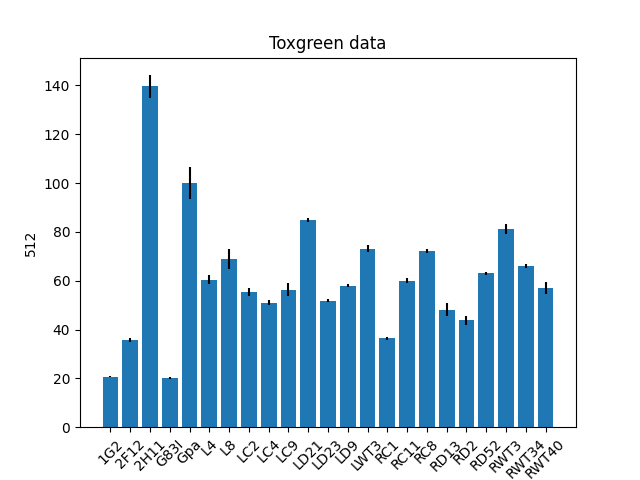 Toxgreen data
512
140
120
100
80
60
40
20
0
1G2
2F12
2H11
G83I
Gpa
L4
L8
LC2
LC4
LC9
LD21
LD23
LD9
LWT3
RC1
RC11
RC8
RD13
RD2
RD52
RWT3
RWT34
RWT40